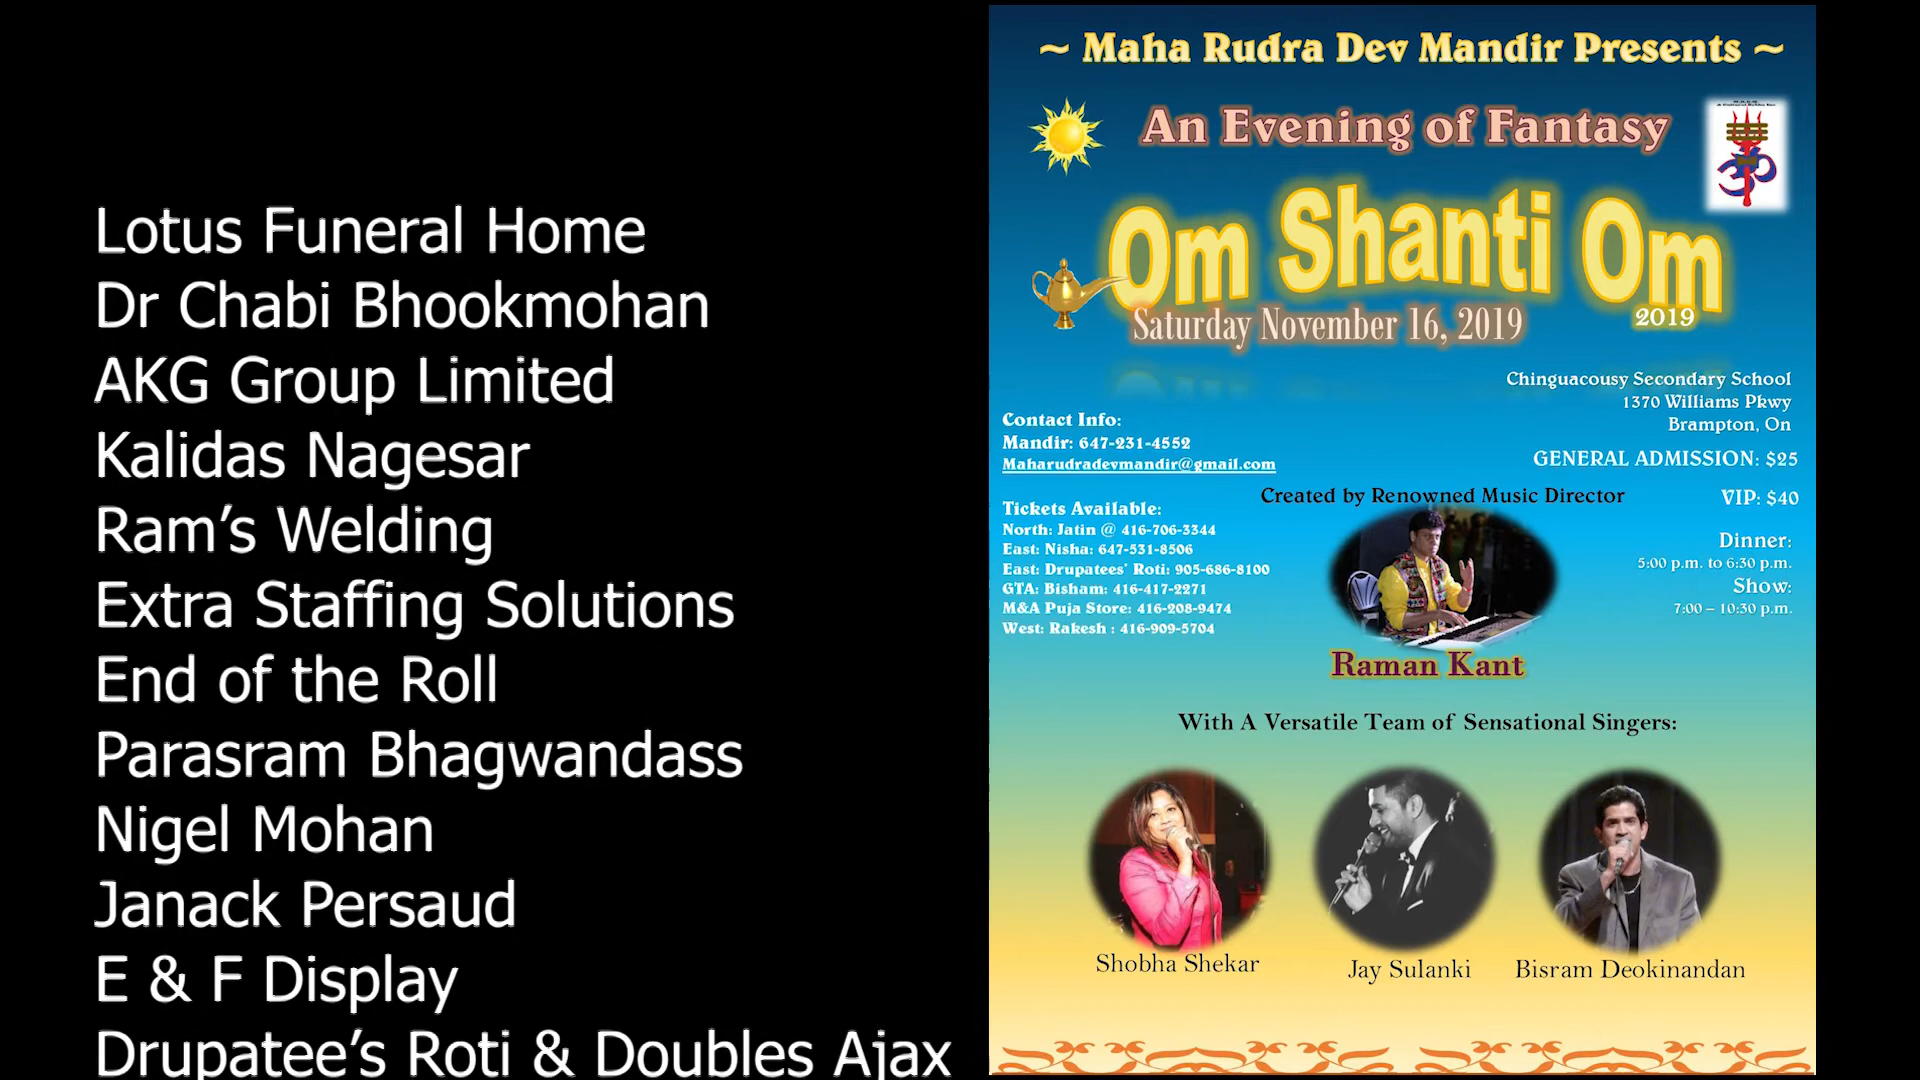 Lotus Funeral Home
Dr Chabi Bhookmohan
AKG Group Limited
Kalidas Nagesar
Ram’s Welding
Extra Staffing Solutions
End of the Roll
Parasram Bhagwandass
Nigel Mohan
Janack Persaud
E & F Display
Drupatee’s Roti & Doubles Ajax
~ Maha Rudra Dev Mandir Presents ~
An Evening of Fantasy
Om Shanti Om
2019
Saturday November 16, 2019
Chinguacousy Secondary School
1370 Williams Pkwy
Brampton, On
GENERAL ADMISSION: $25
VIP: $40
Dinner:
5:00 p.m. to 6:30 p.m.
Show:
7:00 – 10:30 p.m.
Contact Info:
Mandir: 647-231-4552
Maharudradevmandir@gmail.com
Tickets Available:
North: Jatin @ 416-706-3344
East: Nisha: 647-531-8506
East: Drupatees' Roti: 905-686-8100
GTA: Bisham: 416-417-2271
M&A Puja Store: 416-208-9474
West: Rakesh : 416-909-5704
Created by Renowned Music Director
Raman Kant
With A Versatile Team of Sensational Singers:
Shobha Shekar
Jay Sulanki
Bisram Deokinandan